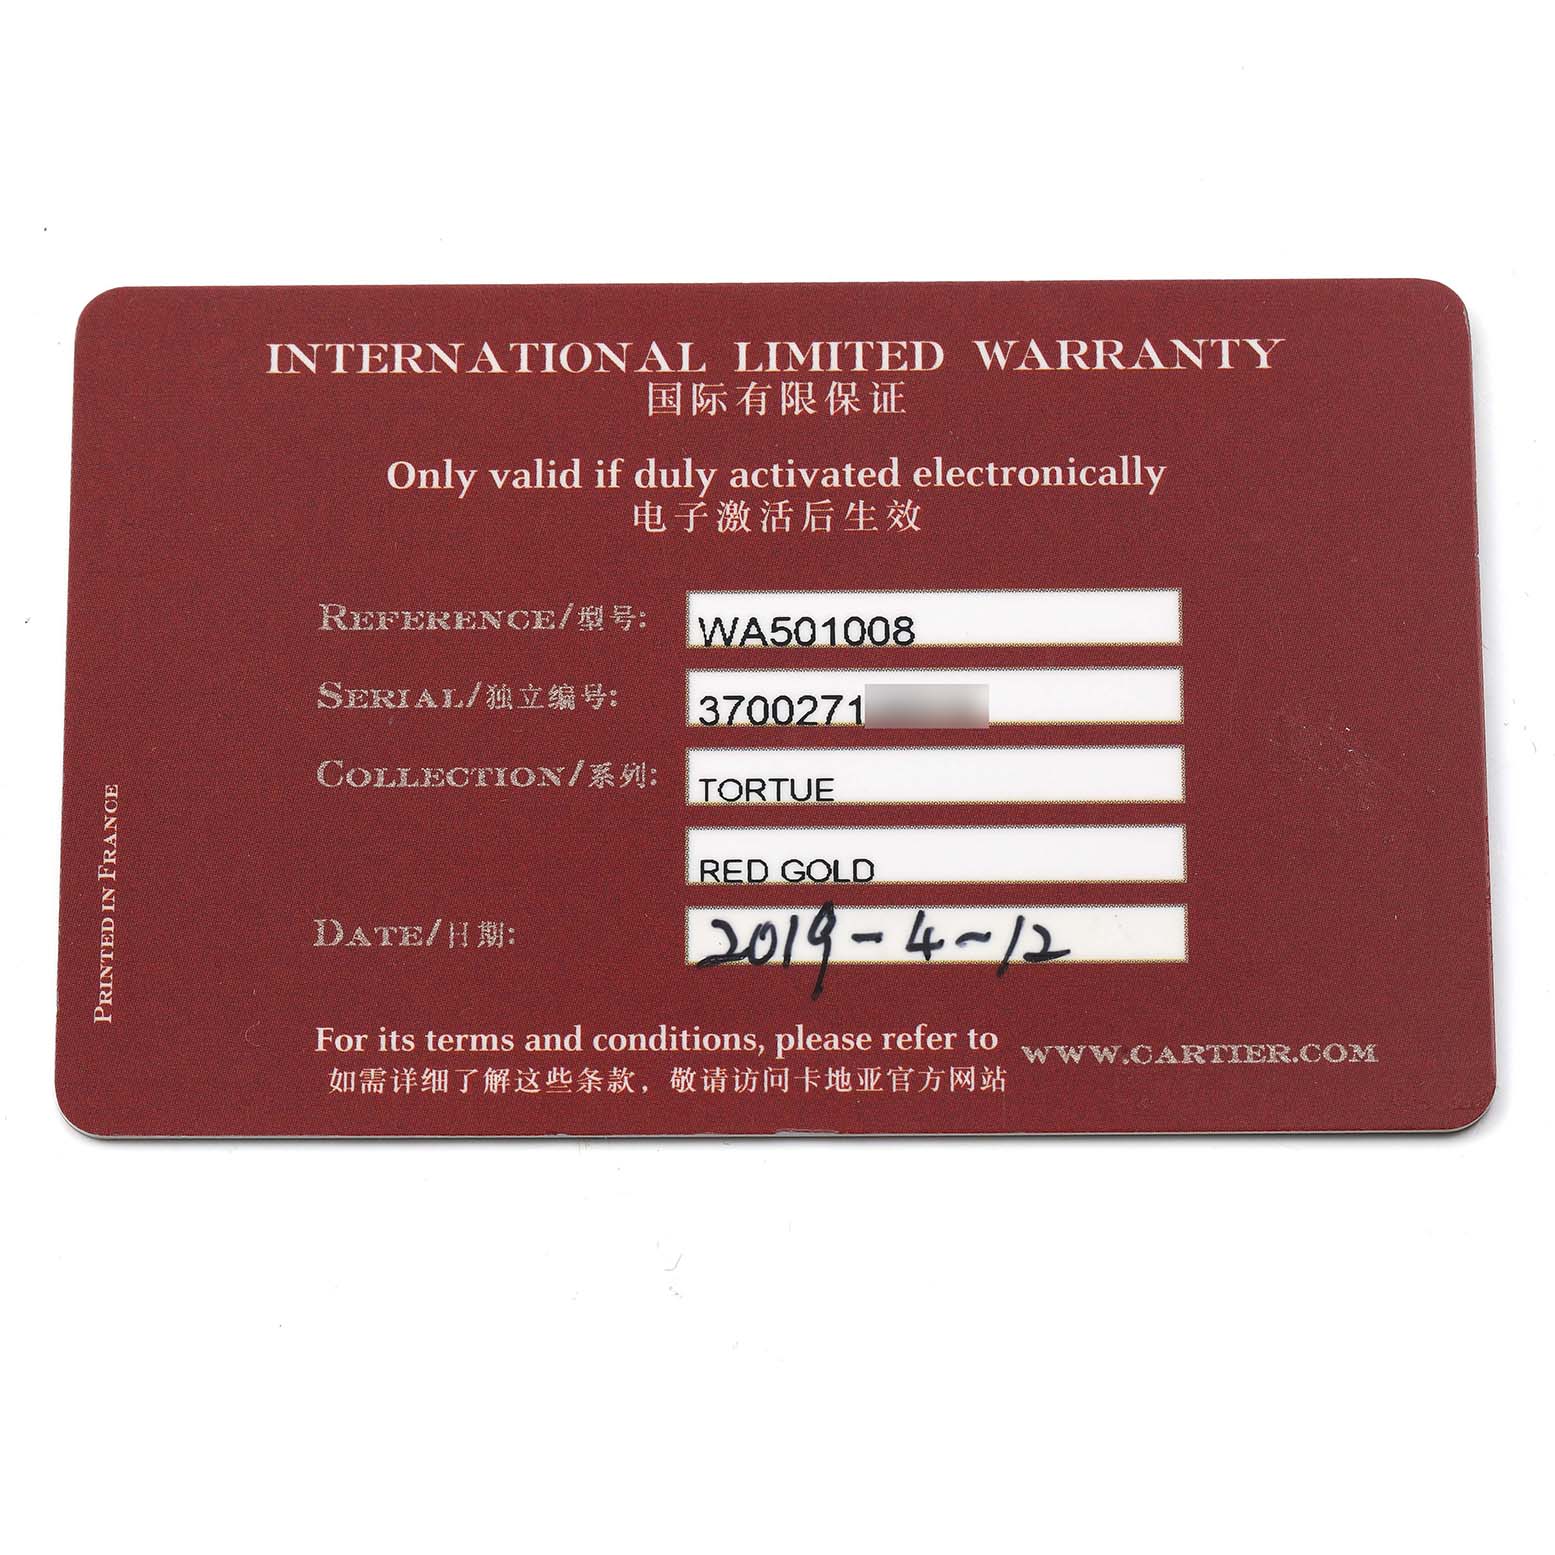 INTERNATIONAL LIMITED WARRANTY
国际有限保证
Only valid if duly activated electronically
电子激活后生效
REFERENCE/型号: WA501008
SERIAL/独立编号: 3700271
COLLECTION/系列: TORTUE
RED GOLD
DATE/日期: 2019-4-12
For its terms and conditions, please refer to WWW.CARTIER.COM
如需详细了解这些条款，敬请访问卡地亚官方网站
PRINTED IN FRANCE